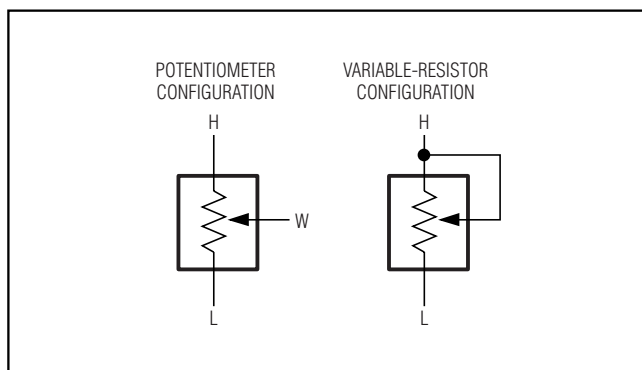 POTENTIOMETER
CONFIGURATION
H
W
L
VARIABLE-RESISTOR
CONFIGURATION
H
L